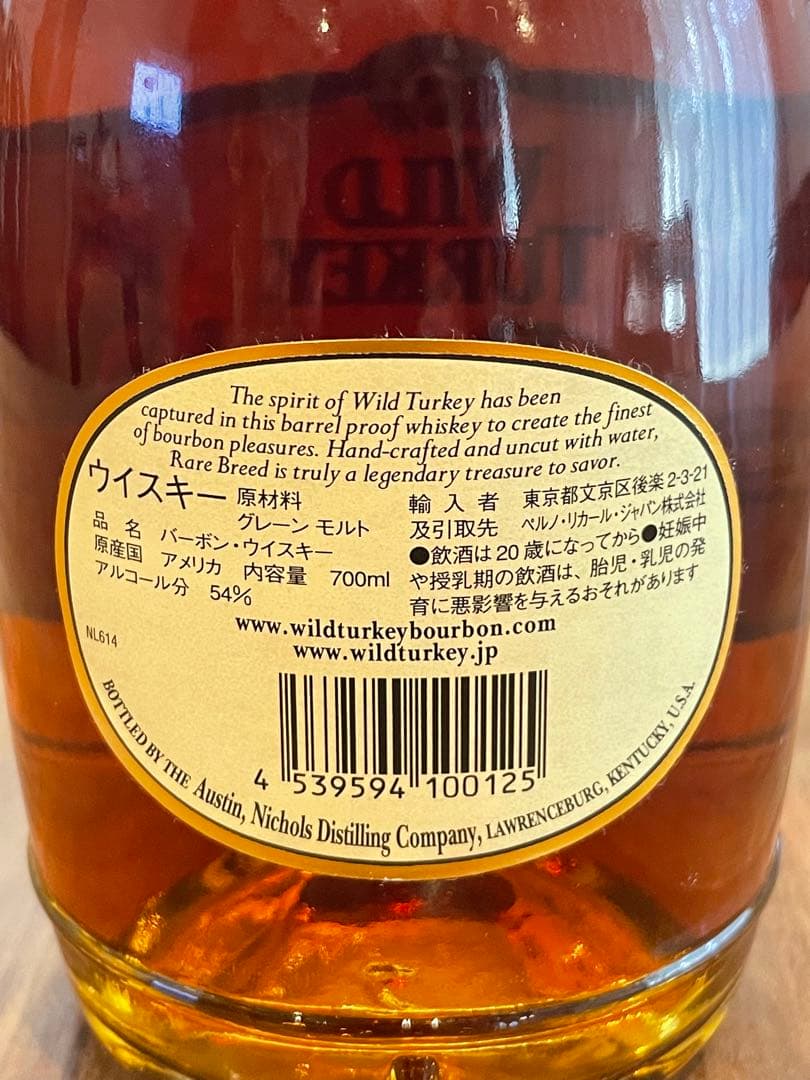 WILD
TURKEY
The spirit of Wild Turkey has been
captured in this barrel proof whiskey to create the finest
of bourbon pleasures. Hand-crafted and uncut with water,
Rare Breed is truly a legendary treasure to savor.
ウイスキー 原材料
グレーン モルト
品名 バーボン・ウイスキー
原産国 アメリカ 内容量 700ml
アルコール分 54%
輸入者 東京都文京区後楽2-3-21
及引取先 ペルノ・リカール・ジャパン株式会社
●飲酒は20歳になってから●妊娠中
や授乳期の飲酒は、胎児・乳児の発
育に悪影響を与えるおそれがあります
www.wildturkeybourbon.com
www.wildturkey.jp
NL614
4 539594 100125
BOTTLED BY THE Austin, Nichols Distilling Company, LAWRENCEBURG, KENTUCKY, U.S.A.